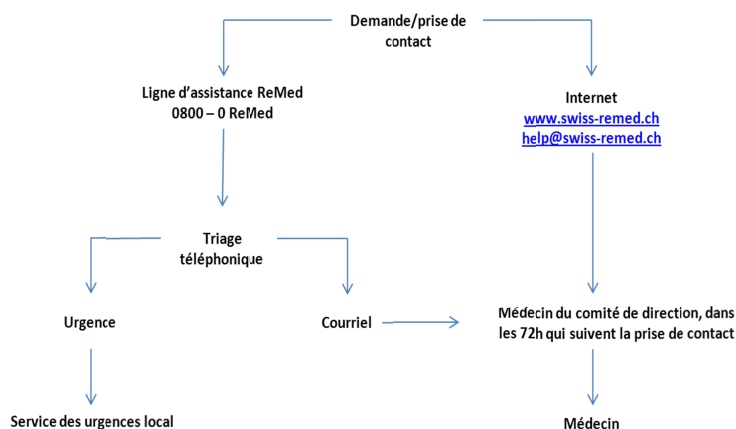 Demande/prise de
contact
Ligne d'assistance ReMed
0800 – 0 ReMed
Internet
www.swiss-remed.ch
help@swiss-remed.ch
Triage
téléphonique
Urgence
Courriel
Médecin du comité de direction, dans
les 72h qui suivent la prise de contact
Service des urgences local
Médecin